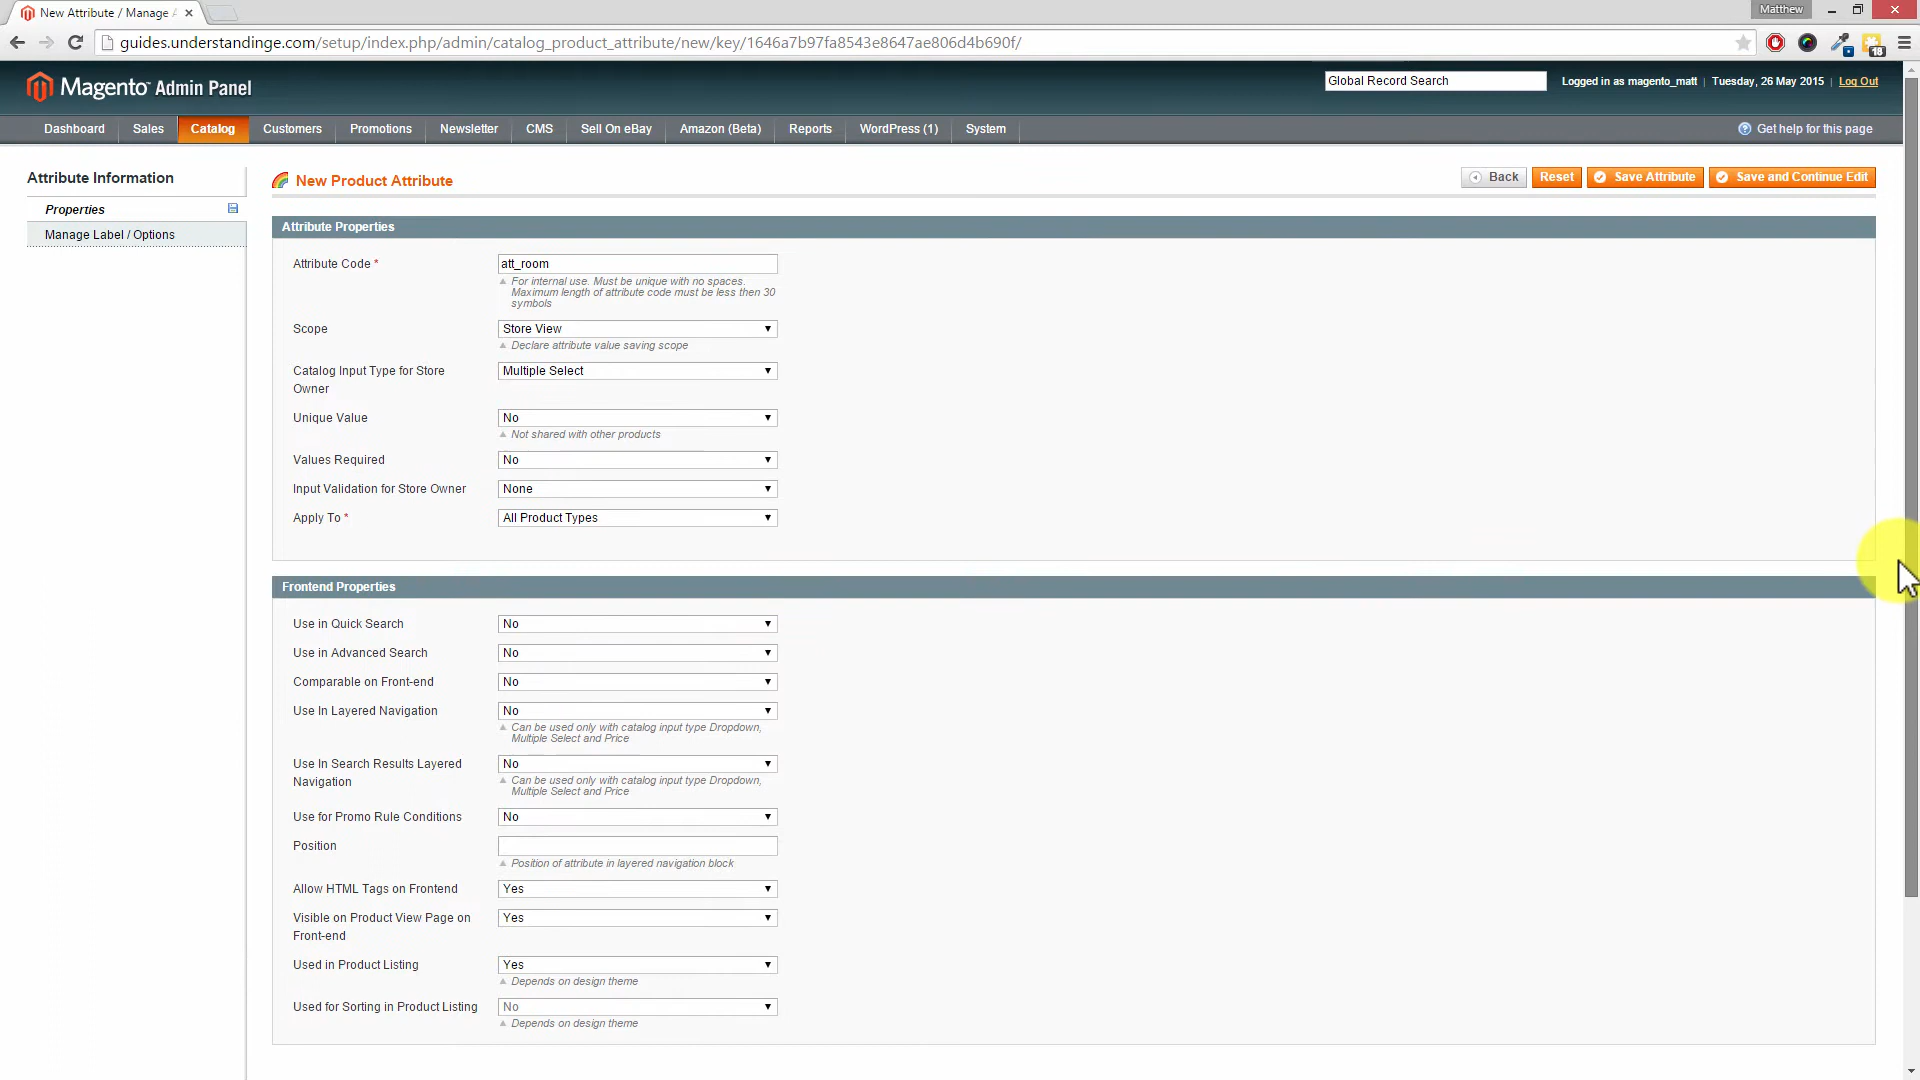 New Attribute / Manage A
Matthew
guides.understandinge.com/setup/index.php/admin/catalog_product_attribute/new/key/1646a7b97fa8543e8647ae806d4b690f/
18
Magento Admin Panel
Global Record Search
Logged in as magento_matt | Tuesday, 26 May 2015 | Log Out
Dashboard Sales Catalog Customers Promotions Newsletter CMS Sell On eBay Amazon (Beta) Reports WordPress (1) System
Get help for this page
Attribute Information
Properties
Manage Label / Options
New Product Attribute
Back Reset Save Attribute Save and Continue Edit
Attribute Properties
Attribute Code * att_room
For internal use. Must be unique with no spaces.
Maximum length of attribute code must be less then 30
symbols
Scope Store View
Declare attribute value saving scope
Catalog Input Type for Store
Owner
Multiple Select
Unique Value No
Not shared with other products
Values Required No
Input Validation for Store Owner None
Apply To * All Product Types
Frontend Properties
Use in Quick Search No
Use in Advanced Search No
Comparable on Front-end No
Use In Layered Navigation No
Can be used only with catalog input type Dropdown,
Multiple Select and Price
Use In Search Results Layered
Navigation
No
Can be used only with catalog input type Dropdown,
Multiple Select and Price
Use for Promo Rule Conditions No
Position
Position of attribute in layered navigation block
Allow HTML Tags on Frontend Yes
Visible on Product View Page on
Front-end
Yes
Used in Product Listing Yes
Depends on design theme
Used for Sorting in Product Listing No
Depends on design theme